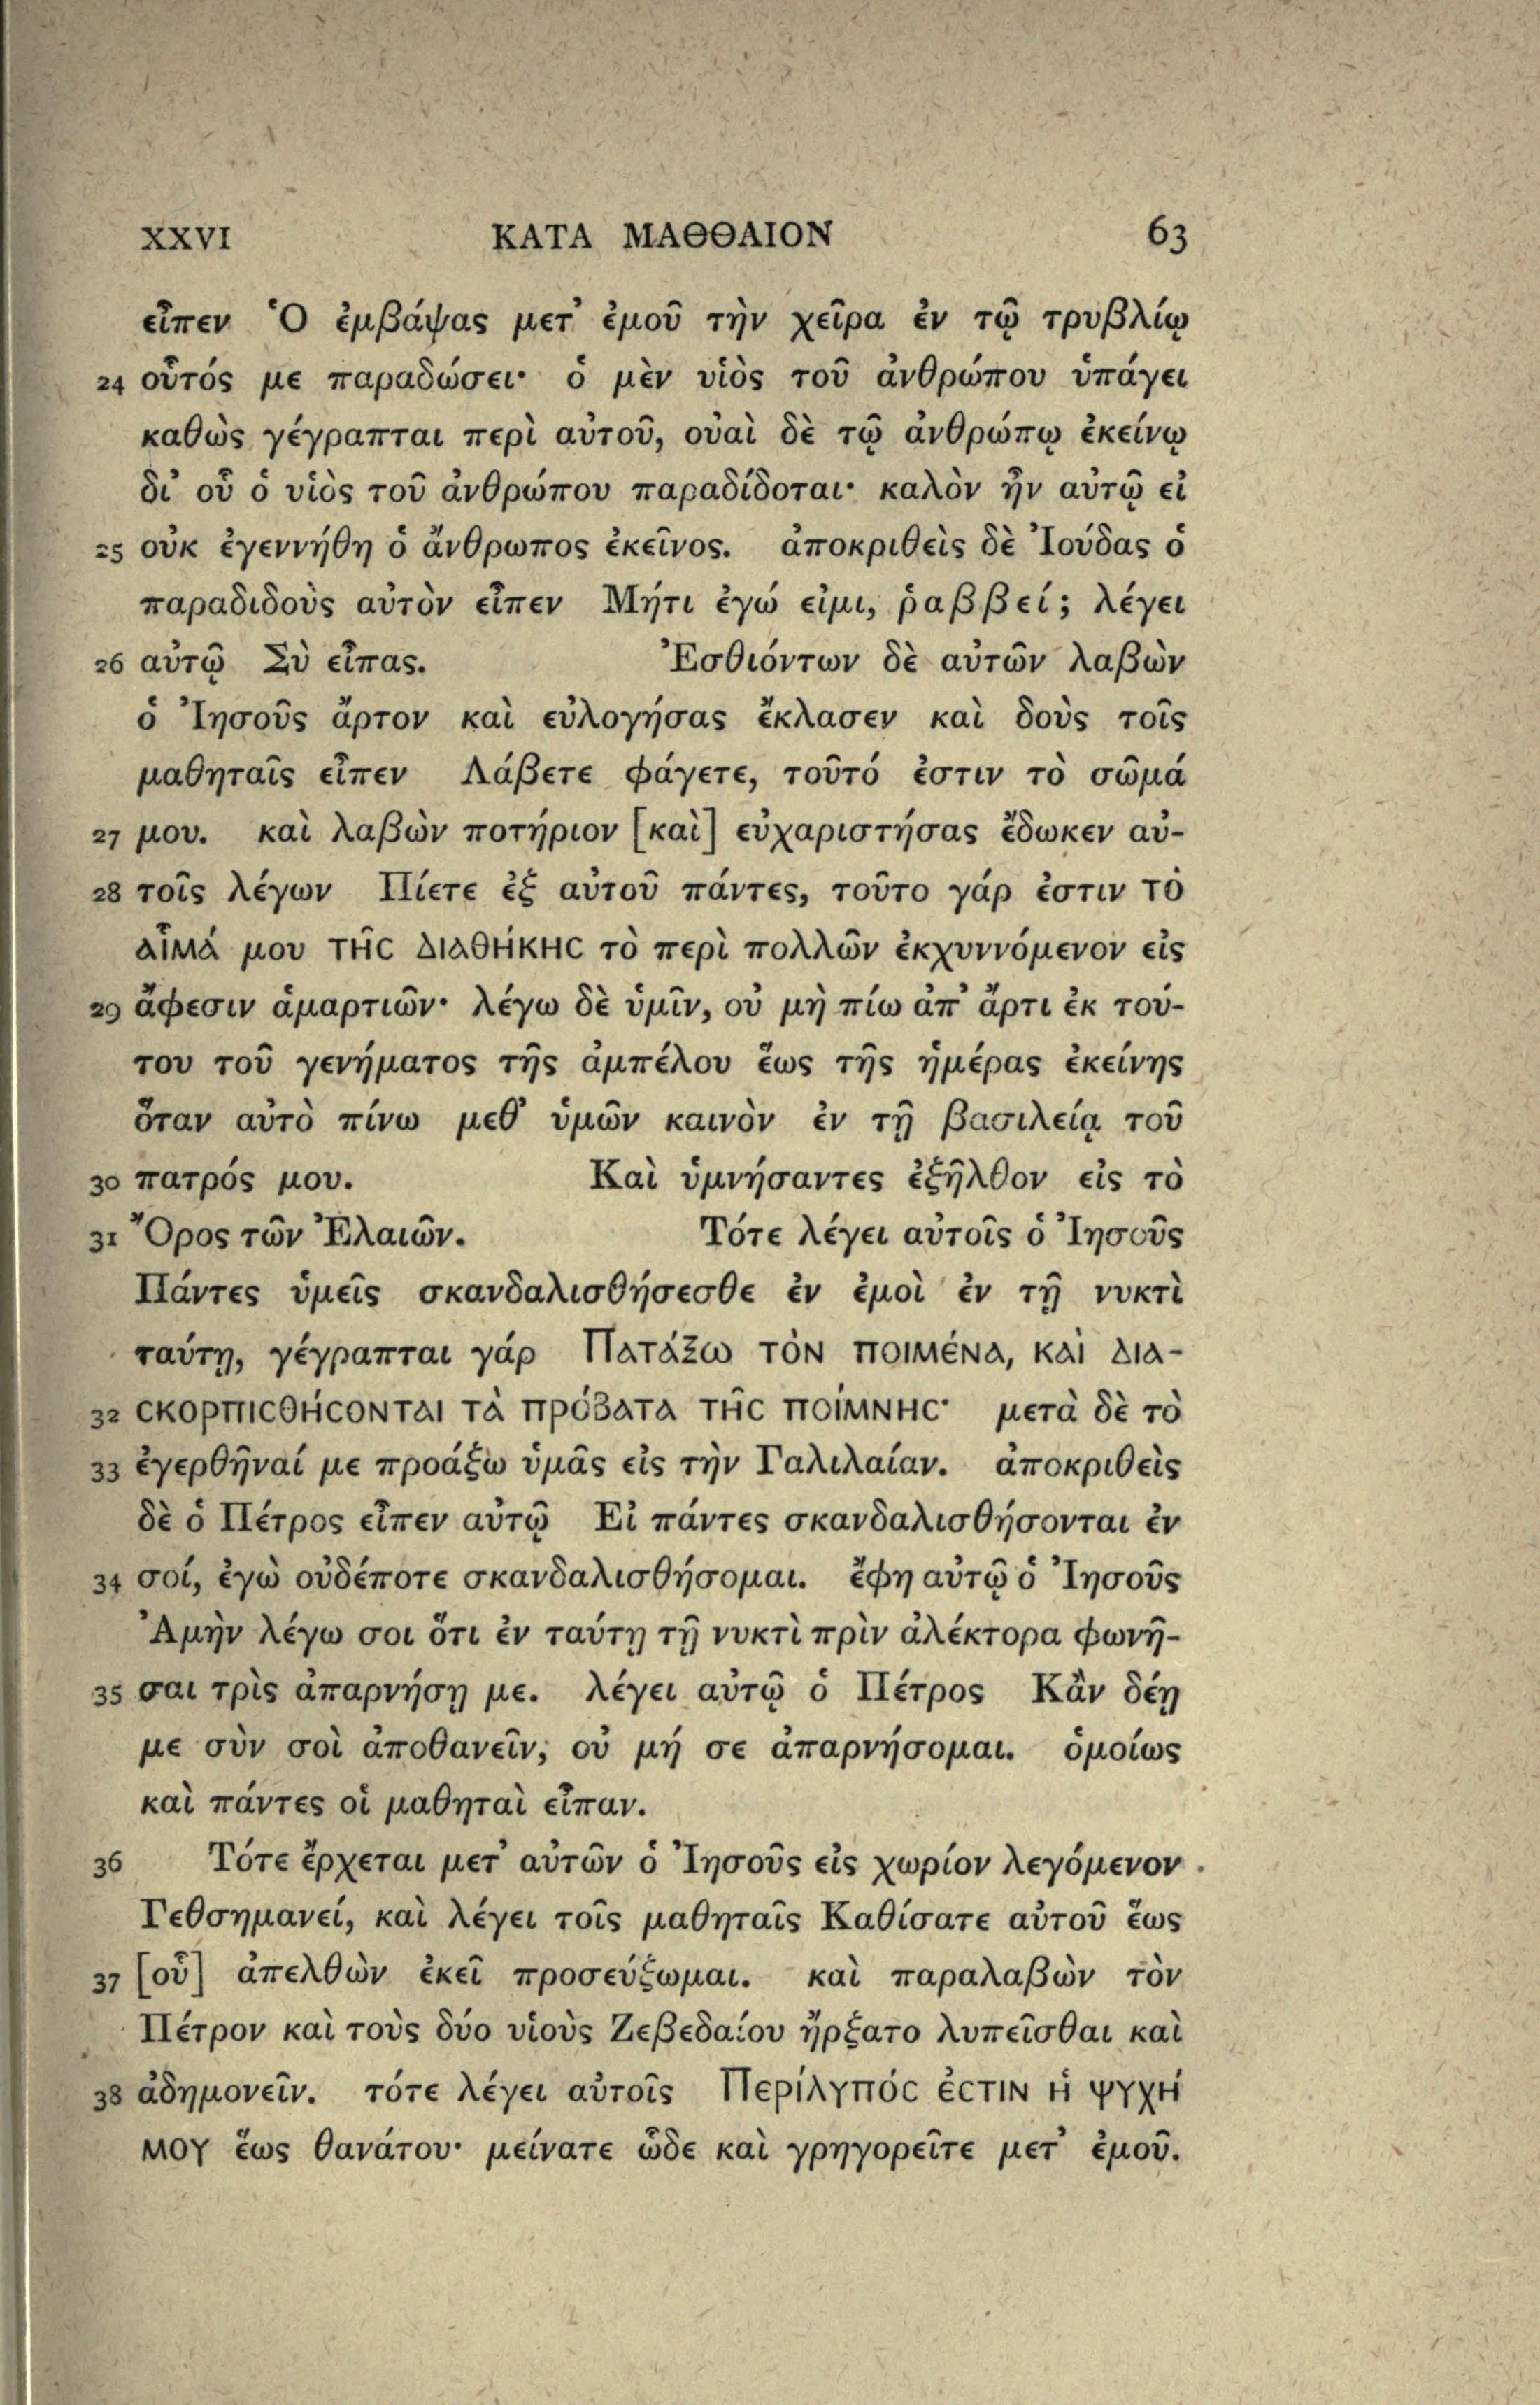 XXVI ΚΑΤΑ ΜΑΘΘΑΙΟΝ 63
εἶπεν Ὁ ἐμβάψας μετ᾽ ἐμοῦ τὴν χεῖρα ἐν τῷ τρυβλίῳ
24 οὗτός με παραδώσει· ὁ μὲν υἱὸς τοῦ ἀνθρώπου ὑπάγει
καθὼς γέγραπται περὶ αὐτοῦ, οὐαὶ δὲ τῷ ἀνθρώπῳ ἐκείνῳ
δι᾽ οὗ ὁ υἱὸς τοῦ ἀνθρώπου παραδίδοται· καλὸν ἦν αὐτῷ εἰ
25 οὐκ ἐγεννήθη ὁ ἄνθρωπος ἐκεῖνος. ἀποκριθεὶς δὲ Ἰούδας ὁ
παραδιδοὺς αὐτὸν εἶπεν Μήτι ἐγώ εἰμι, ῥαββεί; λέγει
26 αὐτῷ Σὺ εἶπας. Ἐσθιόντων δὲ αὐτῶν λαβὼν
ὁ Ἰησοῦς ἄρτον καὶ εὐλογήσας ἔκλασεν καὶ δοὺς τοῖς
μαθηταῖς εἶπεν Λάβετε φάγετε, τοῦτό ἐστιν τὸ σῶμά
27 μου. καὶ λαβὼν ποτήριον [καὶ] εὐχαριστήσας ἔδωκεν αὐ-
28 τοῖς λέγων Πίετε ἐξ αὐτοῦ πάντες, τοῦτο γάρ ἐστιν τὸ
αἷμά μου τῆς διαθήκης τὸ περὶ πολλῶν ἐκχυννόμενον εἰς
29 ἄφεσιν ἁμαρτιῶν· λέγω δὲ ὑμῖν, οὐ μὴ πίω ἀπ᾽ ἄρτι ἐκ τού-
του τοῦ γενήματος τῆς ἀμπέλου ἕως τῆς ἡμέρας ἐκείνης
ὅταν αὐτὸ πίνω μεθ᾽ ὑμῶν καινὸν ἐν τῇ βασιλείᾳ τοῦ
30 πατρός μου. Καὶ ὑμνήσαντες ἐξῆλθον εἰς τὸ
31 Ὄρος τῶν Ἐλαιῶν. Τότε λέγει αὐτοῖς ὁ Ἰησοῦς
Πάντες ὑμεῖς σκανδαλισθήσεσθε ἐν ἐμοὶ ἐν τῇ νυκτὶ
ταύτῃ, γέγραπται γάρ Πατάξω τὸν ποιμένα, καὶ δια-
32 σκορπισθήσονται τὰ πρόβατα τῆς ποίμνης· μετὰ δὲ τὸ
33 ἐγερθῆναί με προάξω ὑμᾶς εἰς τὴν Γαλιλαίαν. ἀποκριθεὶς
δὲ ὁ Πέτρος εἶπεν αὐτῷ Εἰ πάντες σκανδαλισθήσονται ἐν
34 σοί, ἐγὼ οὐδέποτε σκανδαλισθήσομαι. ἔφη αὐτῷ ὁ Ἰησοῦς
Ἀμὴν λέγω σοι ὅτι ἐν ταύτῃ τῇ νυκτὶ πρὶν ἀλέκτορα φωνῆ-
35 σαι τρὶς ἀπαρνήσῃ με. λέγει αὐτῷ ὁ Πέτρος Κἂν δέῃ
με σὺν σοὶ ἀποθανεῖν, οὐ μή σε ἀπαρνήσομαι. ὁμοίως
καὶ πάντες οἱ μαθηταὶ εἶπαν.
36 Τότε ἔρχεται μετ᾽ αὐτῶν ὁ Ἰησοῦς εἰς χωρίον λεγόμενον
Γεθσημανεί, καὶ λέγει τοῖς μαθηταῖς Καθίσατε αὐτοῦ ἕως
37 [οὗ] ἀπελθὼν ἐκεῖ προσεύξωμαι. καὶ παραλαβὼν τὸν
Πέτρον καὶ τοὺς δύο υἱοὺς Ζεβεδαίου ἤρξατο λυπεῖσθαι καὶ
38 ἀδημονεῖν. τότε λέγει αὐτοῖς Περίλυπός ἐστιν ἡ ψυχή
μου ἕως θανάτου· μείνατε ὧδε καὶ γρηγορεῖτε μετ᾽ ἐμοῦ.